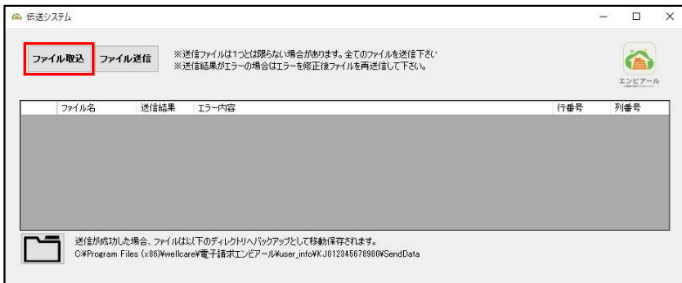 伝送システム
ファイル取込 ファイル送信
※送信ファイルは1つとは限らない場合があります。全てのファイルを送信下さい
※送信結果がエラーの場合はエラーを修正後ファイルを再送信して下さい。
エンビアール
ファイル名 送信結果 エラー内容 行番号 列番号
送信が成功した場合、ファイルは以下のディレクトリへバックアップとして移動保存されます。
C:¥Program Files (x86)¥wellcare¥電子請求エンビアール¥user_info¥KJ012345678900¥SendData